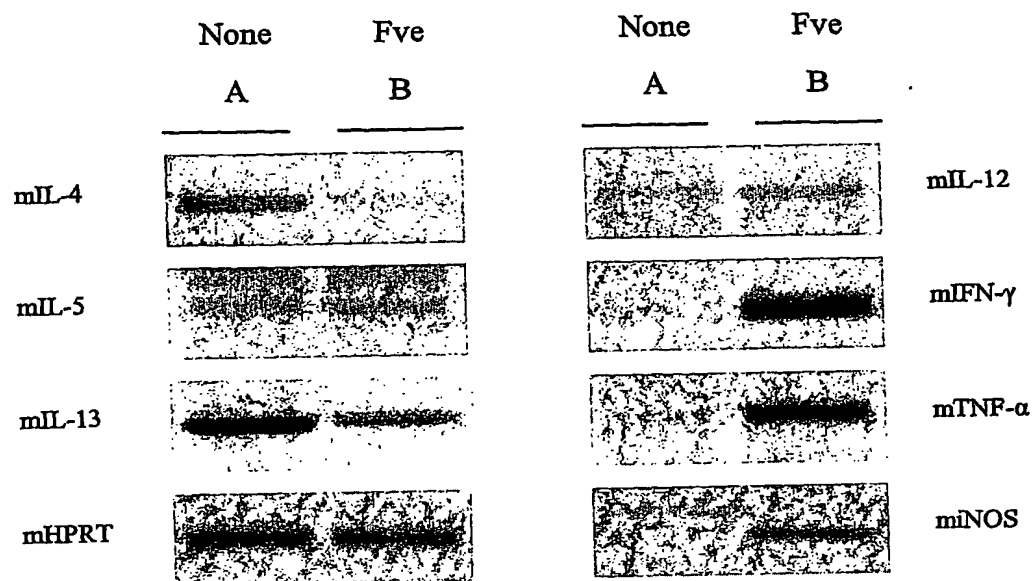 None Fve None Fve
A B A B
mIL-4
mIL-5
mIL-13
mHPRT
mIL-12
mIFN-γ
mTNF-α
miNOS